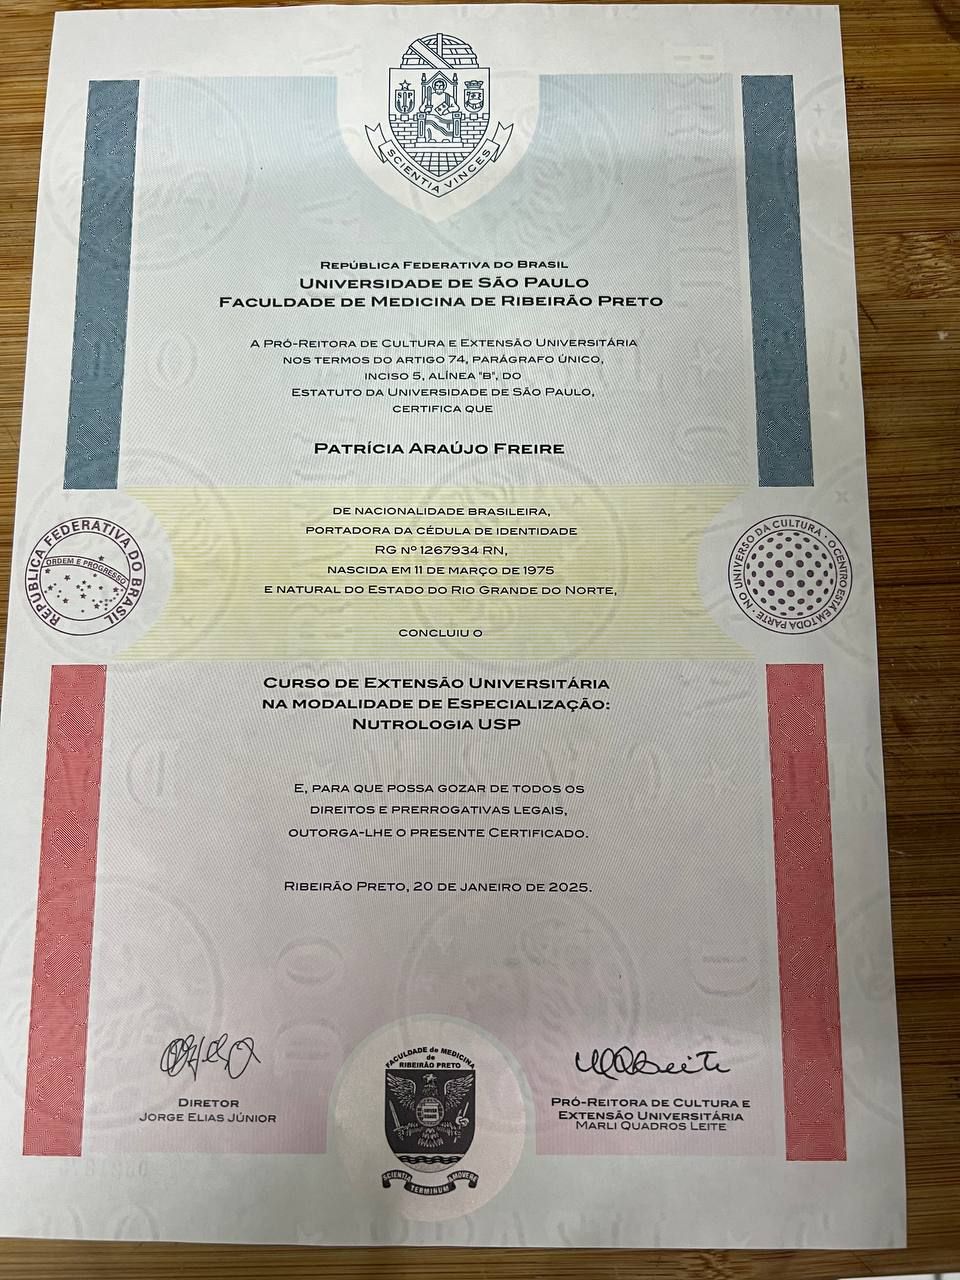 SCIENTIA VINCES
República Federativa do Brasil
Universidade de São Paulo
Faculdade de Medicina de Ribeirão Preto
A Pró-Reitora de Cultura e Extensão Universitária
nos termos do artigo 74, parágrafo único,
inciso 5, alínea "B", do
Estatuto da Universidade de São Paulo,
certifica que
Patrícia Araújo Freire
de nacionalidade brasileira,
portadora da cédula de identidade
RG nº 1267934 RN,
nascida em 11 de março de 1975
e natural do Estado do Rio Grande do Norte,
REPÚBLICA FEDERATIVA DO BRASIL
ORDEM E PROGRESSO
NO UNIVERSO DA CULTURA · O CENTRO ESTÁ EM TODA PARTE ·
concluiu o
Curso de Extensão Universitária
na modalidade de Especialização:
Nutrologia USP
e, para que possa gozar de todos os
direitos e prerrogativas legais,
outorga-lhe o presente Certificado.
Ribeirão Preto, 20 de janeiro de 2025.
FACULDADE de MEDICINA
de
RIBEIRÃO PRETO
Diretor
Jorge Elias Júnior
Pró-Reitora de Cultura e
Extensão Universitária
Marli Quadros Leite
SCIENTIA TERMINUM AMOVERE